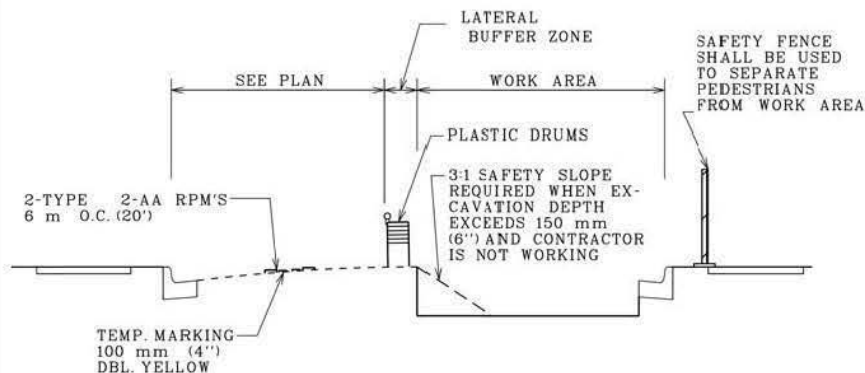 LATERAL
BUFFER ZONE
SEE PLAN
WORK AREA
SAFETY FENCE
SHALL BE USED
TO SEPARATE
PEDESTRIANS
FROM WORK AREA
PLASTIC DRUMS
3:1 SAFETY SLOPE
REQUIRED WHEN EX-
CAVATION DEPTH
EXCEEDS 150 mm
(6'') AND CONTRACTOR
IS NOT WORKING
2-TYPE 2-AA RPM'S
6 m O.C. (20')
TEMP. MARKING
100 mm (4'')
DBL. YELLOW